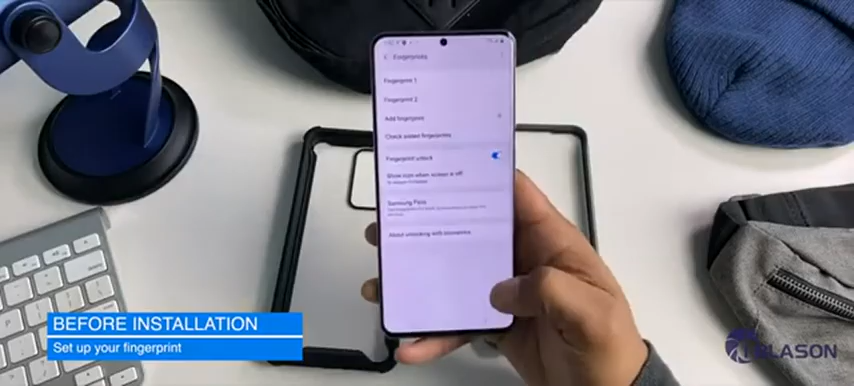 Fingerprints
Fingerprint 1
Fingerprint 2
Add fingerprint
Check added fingerprints
Fingerprint unlock
Show icon when screen is off
Samsung Pass
About unlocking with biometrics
BEFORE INSTALLATION
Set up your fingerprint
BLASON